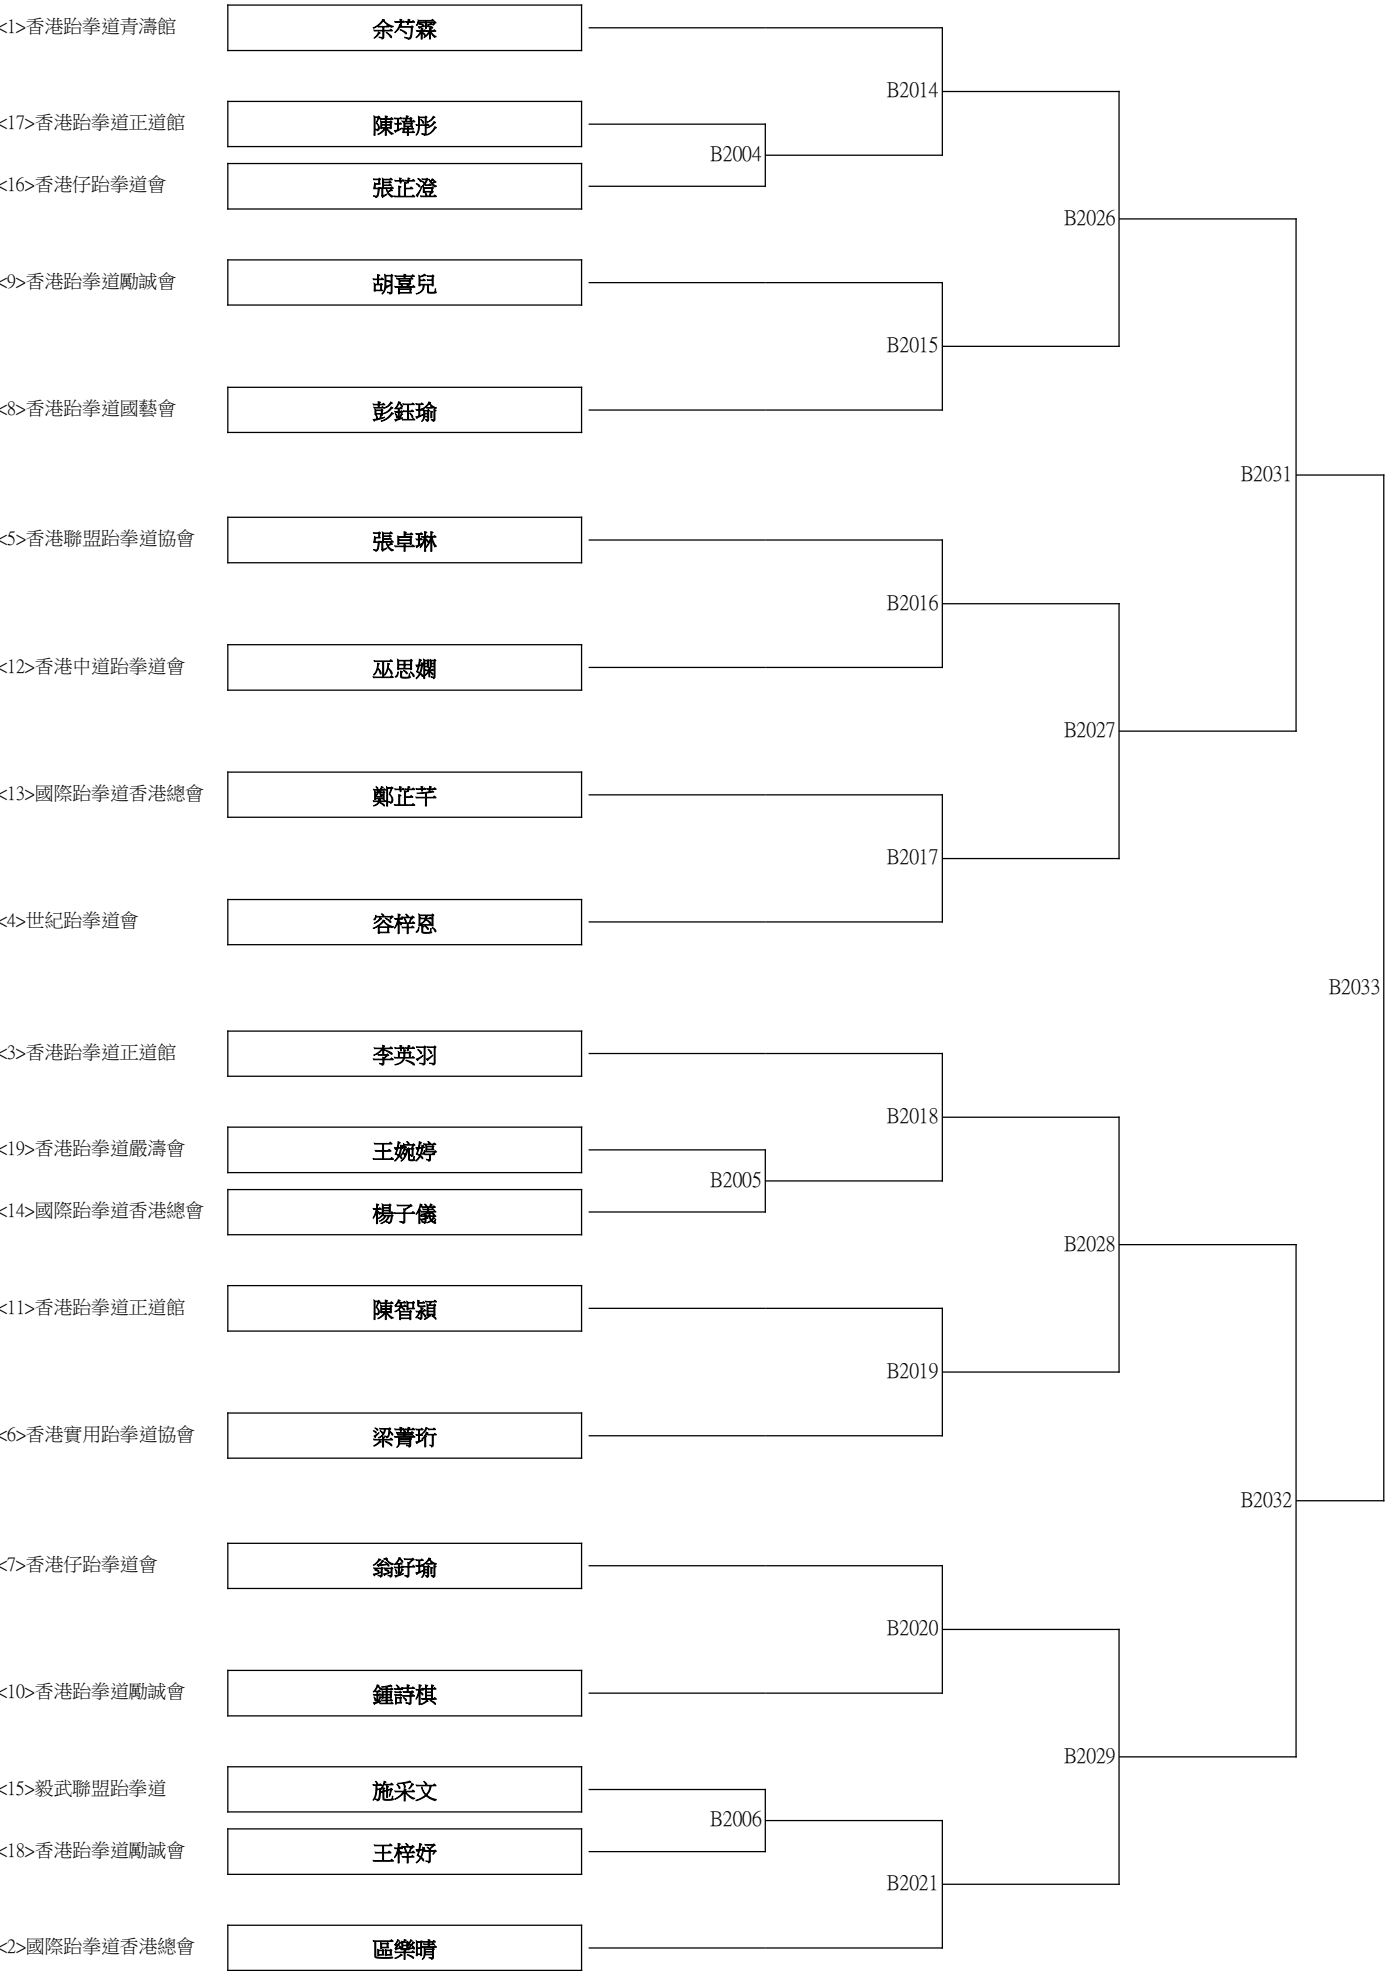 <1>香港跆拳道青濤館 余芍霖
B2014
<17>香港跆拳道正道館 陳瑋彤
B2004
<16>香港仔跆拳道會 張芷澄
B2026
<9>香港跆拳道勵誠會 胡喜兒
B2015
<8>香港跆拳道國藝會 彭鈺瑜
B2031
<5>香港聯盟跆拳道協會 張卓琳
B2016
<12>香港中道跆拳道會 巫思嫻
B2027
<13>國際跆拳道香港總會 鄭芷芊
B2017
<4>世紀跆拳道會 容梓恩
B2033
<3>香港跆拳道正道館 李英羽
B2018
<19>香港跆拳道嚴濤會 王婉婷
B2005
<14>國際跆拳道香港總會 楊子儀
B2028
<11>香港跆拳道正道館 陳智潁
B2019
<6>香港實用跆拳道協會 梁菁珩
B2032
<7>香港仔跆拳道會 翁釨瑜
B2020
<10>香港跆拳道勵誠會 鍾詩棋
B2029
<15>毅武聯盟跆拳道 施采文
B2006
<18>香港跆拳道勵誠會 王梓妤
B2021
<2>國際跆拳道香港總會 區樂晴